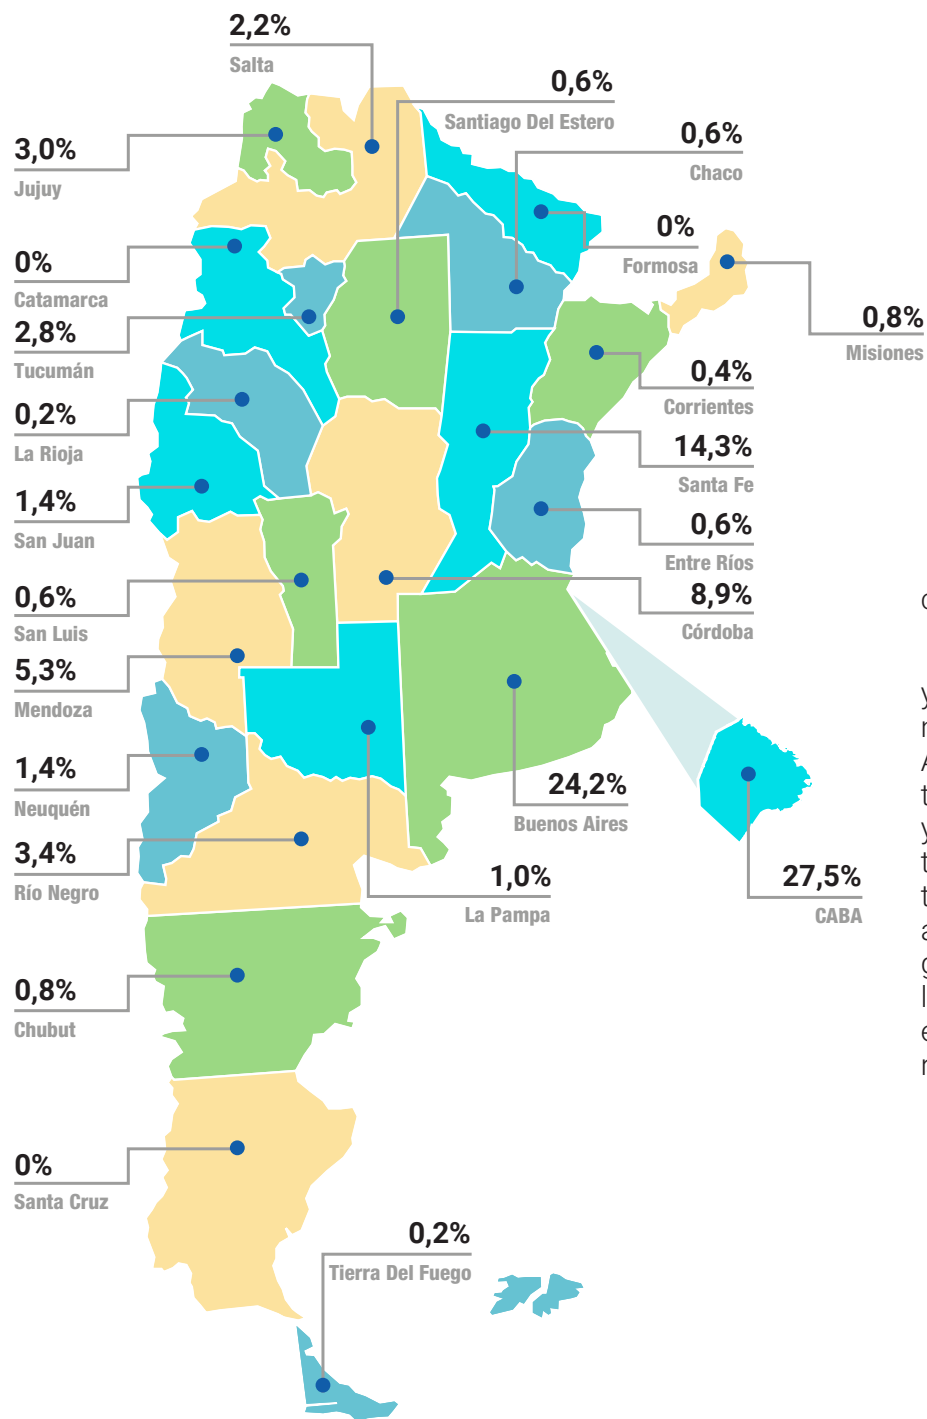 2,2%
Salta
0,6%
Santiago Del Estero
0,6%
Chaco
3,0%
Jujuy
0%
Formosa
0%
Catamarca
0,8%
Misiones
2,8%
Tucumán
0,4%
Corrientes
0,2%
La Rioja
14,3%
Santa Fe
1,4%
San Juan
0,6%
Entre Ríos
0,6%
San Luis
8,9%
Córdoba
5,3%
Mendoza
1,4%
Neuquén
24,2%
Buenos Aires
3,4%
Río Negro
1,0%
La Pampa
27,5%
CABA
0,8%
Chubut
0%
Santa Cruz
0,2%
Tierra Del Fuego